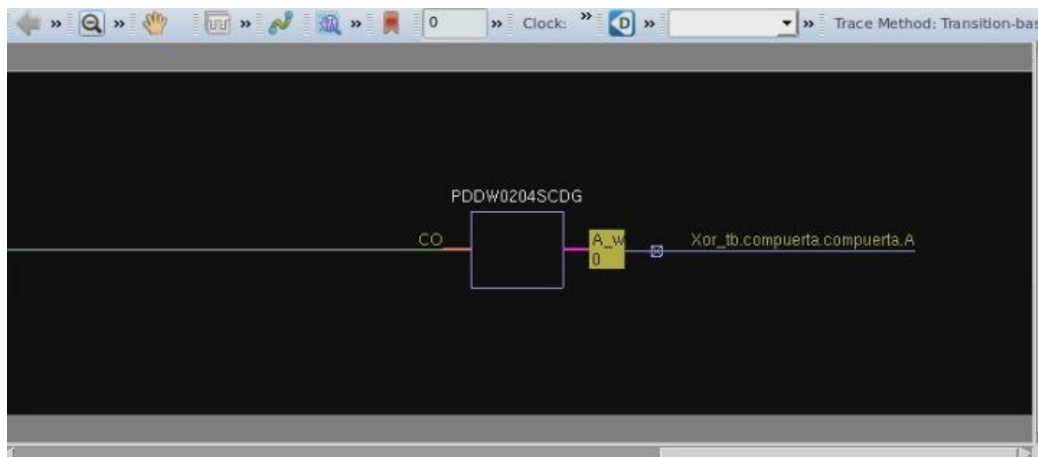 0 Clock: Trace Method: Transition-bas
PDDW0204SCDG
CO A_w Xor_tb.compuerta.compuerta.A
0